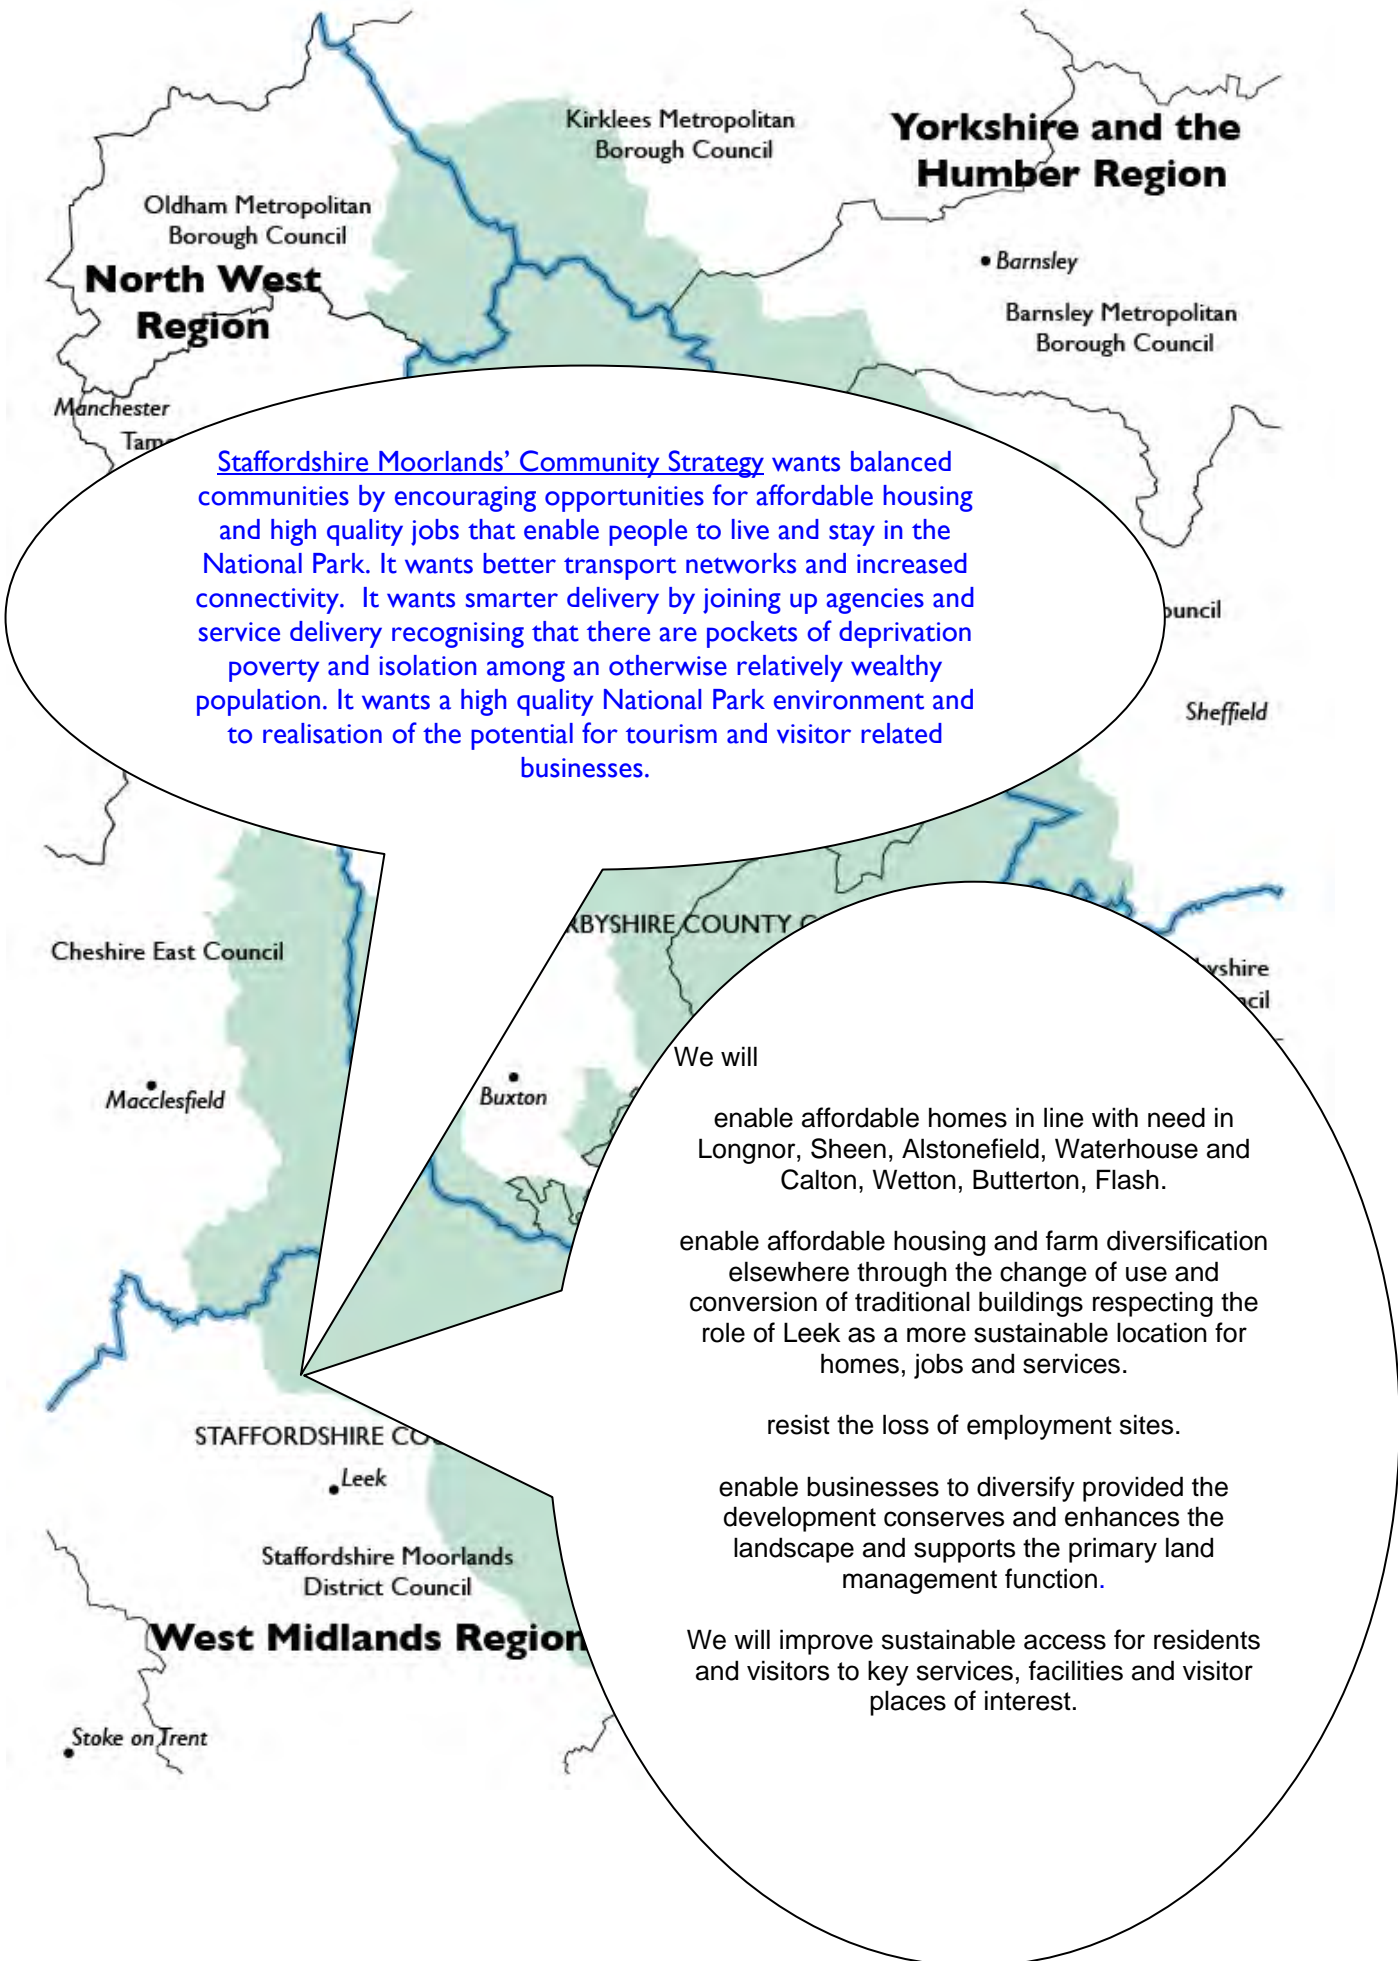 Kirklees Metropolitan
Borough Council
Yorkshire and the
Humber Region
Oldham Metropolitan
Borough Council
North West
Region
Barnsley
Barnsley Metropolitan
Borough Council
Manchester
Staffordshire Moorlands’ Community Strategy wants balanced
communities by encouraging opportunities for affordable housing
and high quality jobs that enable people to live and stay in the
National Park. It wants better transport networks and increased
connectivity.  It wants smarter delivery by joining up agencies and
service delivery recognising that there are pockets of deprivation
poverty and isolation among an otherwise relatively wealthy
population. It wants a high quality National Park environment and
to realisation of the potential for tourism and visitor related
businesses.
Sheffield
RBYSHIRE COUNTY
Cheshire East Council
Macclesfield
Buxton
We will
enable affordable homes in line with need in
Longnor, Sheen, Alstonefield, Waterhouse and
Calton, Wetton, Butterton, Flash.
enable affordable housing and farm diversification
elsewhere through the change of use and
conversion of traditional buildings respecting the
role of Leek as a more sustainable location for
homes, jobs and services.
resist the loss of employment sites.
enable businesses to diversify provided the
development conserves and enhances the
landscape and supports the primary land
management function.
We will improve sustainable access for residents
and visitors to key services, facilities and visitor
places of interest.
STAFFORDSHIRE CO
Leek
Staffordshire Moorlands
District Council
West Midlands Region
Stoke on Trent